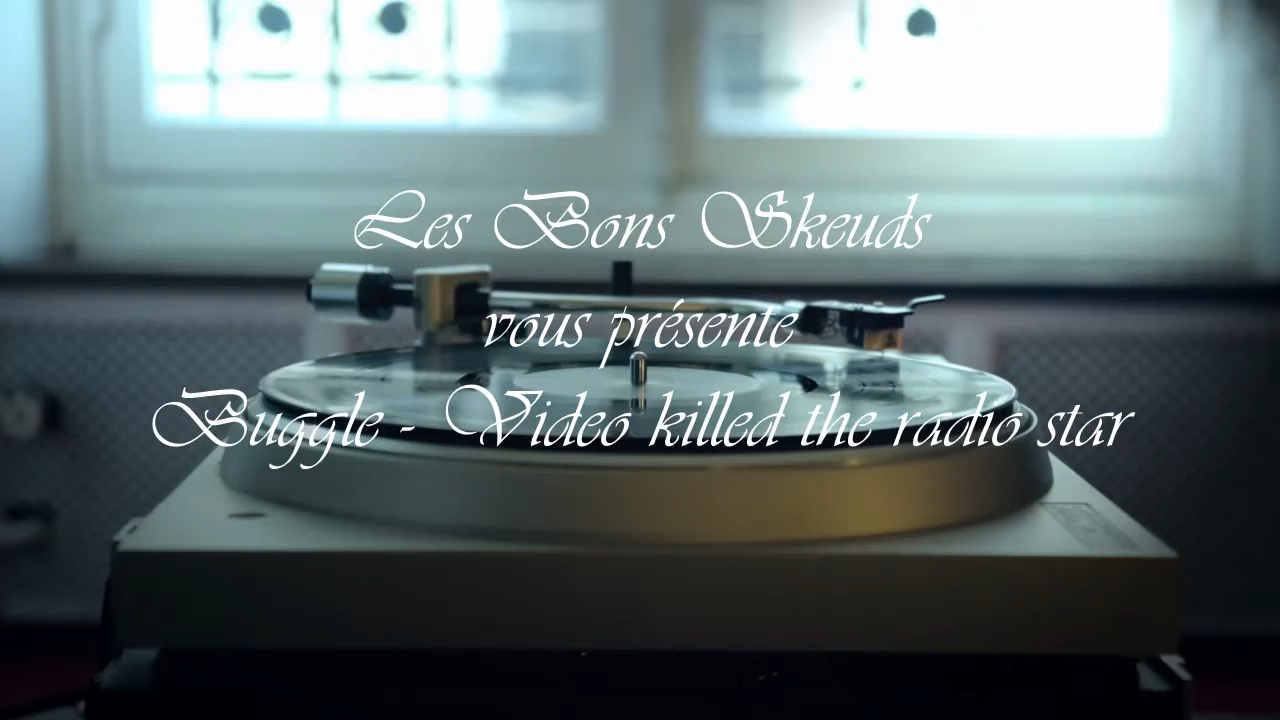 Les Bons Skeuds
vous présente
Buggle - Video killed the radio star